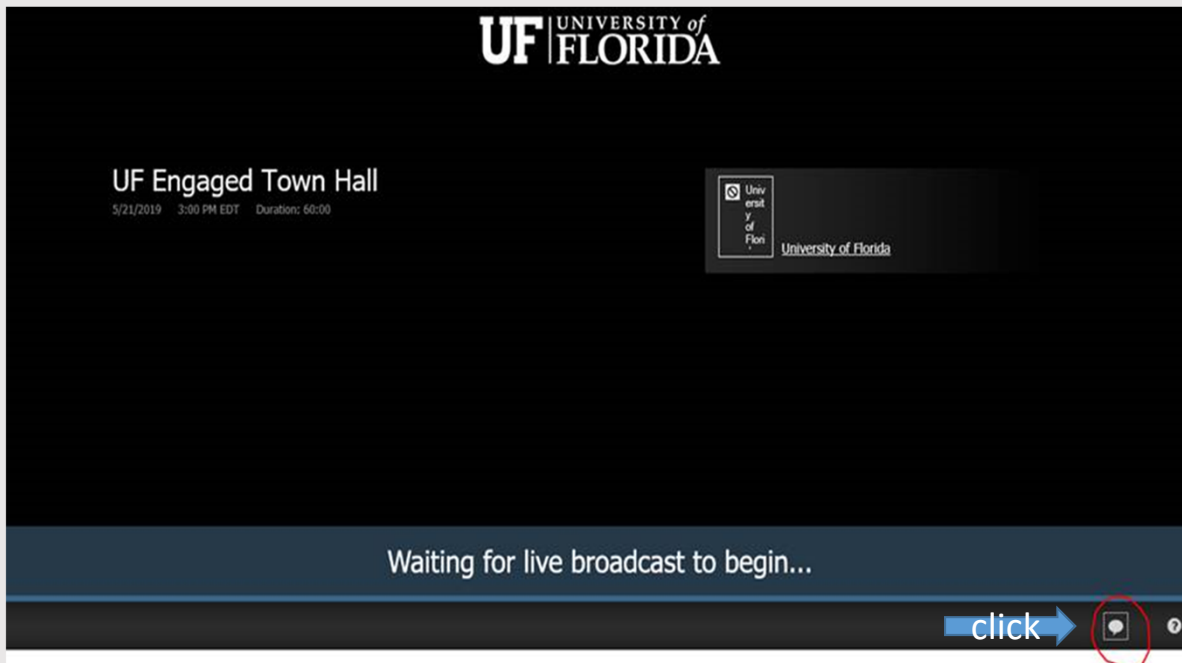 UF UNIVERSITY of
FLORIDA
UF Engaged Town Hall
5/21/2019 3:00 PM EDT Duration: 60:00
Univ
ersit
y
of
Flori
University of Florida
Waiting for live broadcast to begin...
click
?